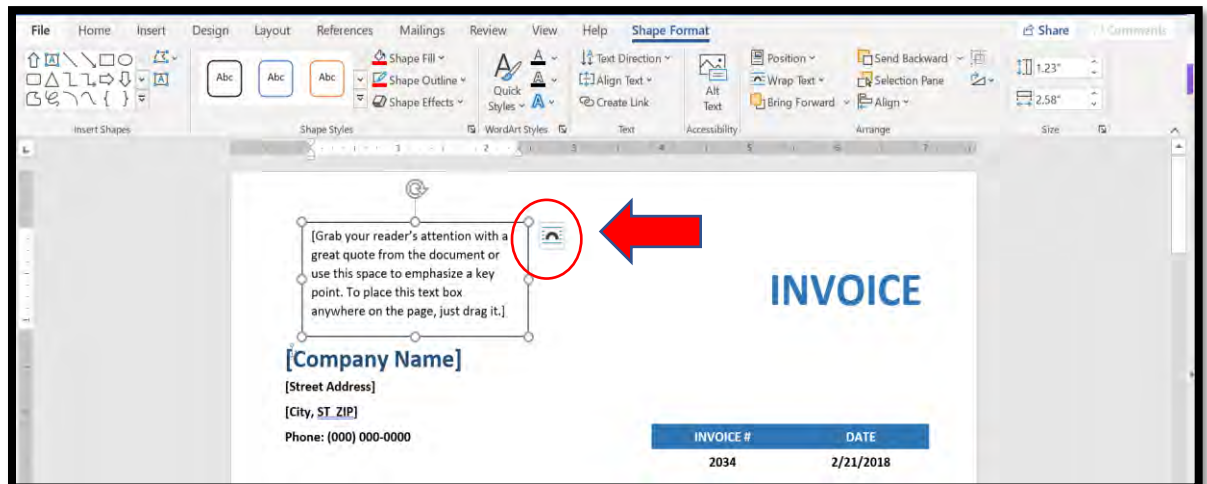 File Home Insert Design Layout References Mailings Review View Help Shape Format Share Comments
Abc Abc Abc
Shape Fill
Shape Outline
Shape Effects
Quick
Styles
Text Direction
Align Text
Create Link
Alt
Text
Position
Wrap Text
Bring Forward
Send Backward
Selection Pane
Align
1.23"
2.58"
Insert Shapes Shape Styles WordArt Styles Text Accessibility Arrange Size
[Grab your reader's attention with a
great quote from the document or
use this space to emphasize a key
point. To place this text box
anywhere on the page, just drag it.]
INVOICE
[Company Name]
[Street Address]
[City, ST ZIP]
Phone: (000) 000-0000
INVOICE # DATE
2034 2/21/2018